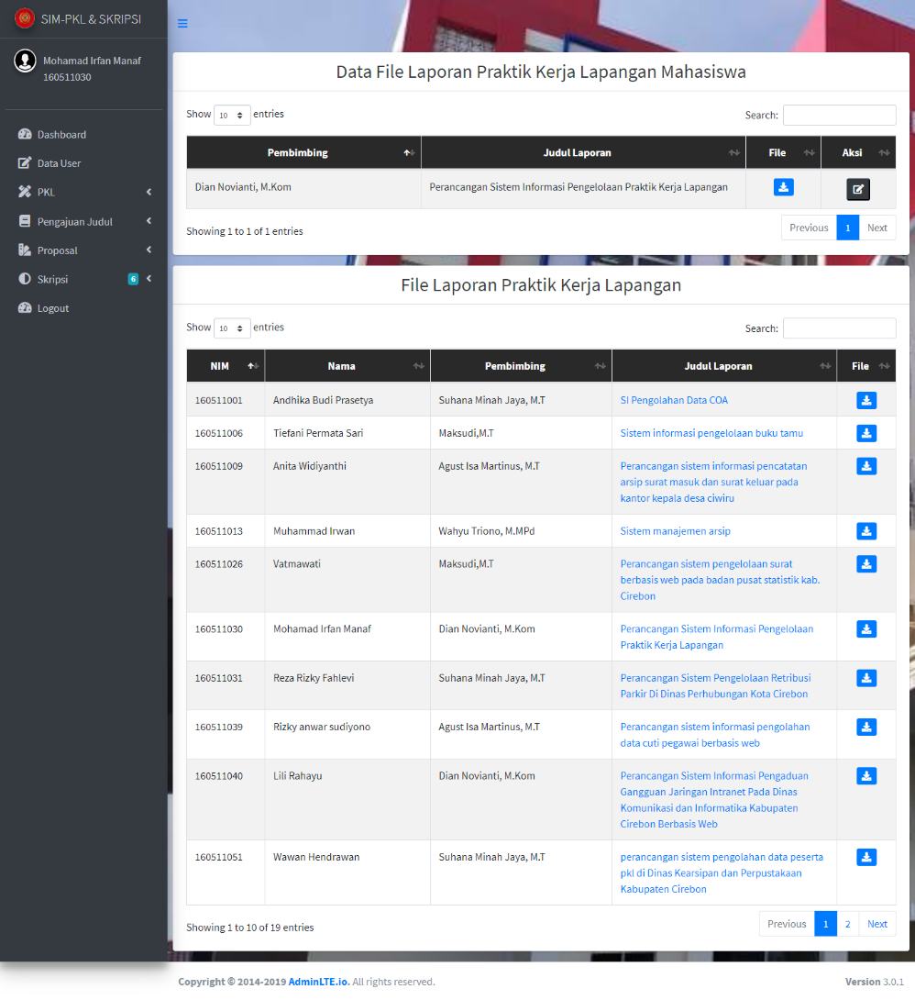 SIM-PKL & SKRIPSI
Mohamad Irfan Manaf
160511030
Dashboard
Data User
PKL
Pengajuan Judul
Proposal
Skripsi 6
Logout
Data File Laporan Praktik Kerja Lapangan Mahasiswa
Show 10 entries Search:
Pembimbing Judul Laporan File Aksi
Dian Novianti, M.Kom Perancangan Sistem Informasi Pengelolaan Praktik Kerja Lapangan
Showing 1 to 1 of 1 entries Previous 1 Next
File Laporan Praktik Kerja Lapangan
Show 10 entries Search:
NIM Nama Pembimbing Judul Laporan File
160511001 Andhika Budi Prasetya Suhana Minah Jaya, M.T SI Pengolahan Data COA
160511006 Tiefani Permata Sari Maksudi,M.T Sistem informasi pengelolaan buku tamu
160511009 Anita Widiyanthi Agust Isa Martinus, M.T Perancangan sistem informasi pencatatan
arsip surat masuk dan surat keluar pada
kantor kepala desa ciwiru
160511013 Muhammad Irwan Wahyu Triono, M.MPd Sistem manajemen arsip
160511026 Vatmawati Maksudi,M.T Perancangan sistem pengelolaan surat
berbasis web pada badan pusat statistik kab.
Cirebon
160511030 Mohamad Irfan Manaf Dian Novianti, M.Kom Perancangan Sistem Informasi Pengelolaan
Praktik Kerja Lapangan
160511031 Reza Rizky Fahlevi Suhana Minah Jaya, M.T Perancangan Sistem Pengelolaan Retribusi
Parkir Di Dinas Perhubungan Kota Cirebon
160511039 Rizky anwar sudiyono Agust Isa Martinus, M.T Perancangan sistem informasi pengolahan
data cuti pegawai berbasis web
160511040 Lili Rahayu Dian Novianti, M.Kom Perancangan Sistem Informasi Pengaduan
Gangguan Jaringan Intranet Pada Dinas
Komunikasi dan Informatika Kabupaten
Cirebon Berbasis Web
160511051 Wawan Hendrawan Suhana Minah Jaya, M.T perancangan sistem pengolahan data peserta
pkl di Dinas Kearsipan dan Perpustakaan
Kabupaten Cirebon
Showing 1 to 10 of 19 entries Previous 1 2 Next
Copyright © 2014-2019 AdminLTE.io. All rights reserved. Version 3.0.1